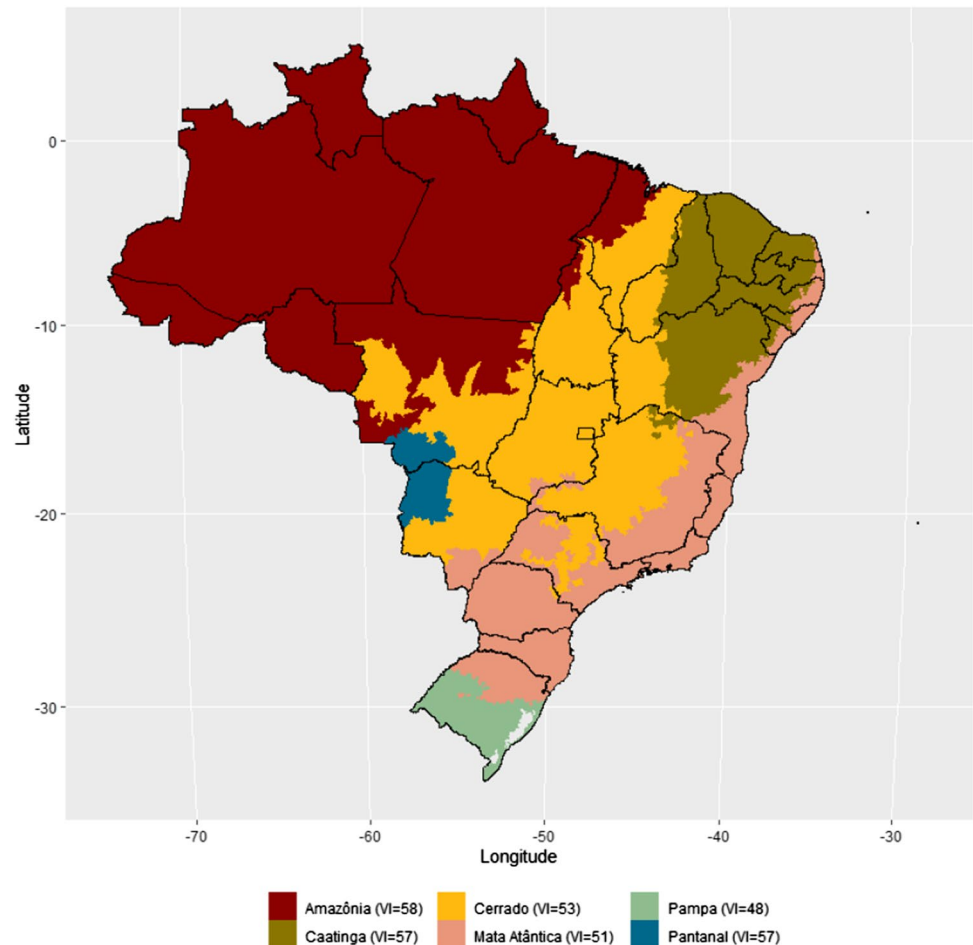 0
-10
-20
-30
Latitude
-70 -60 -50 -40 -30
Longitude
Amazônia (VI=58) Cerrado (VI=53) Pampa (VI=48)
Caatinga (VI=57) Mata Atântica (VI=51) Pantanal (VI=57)